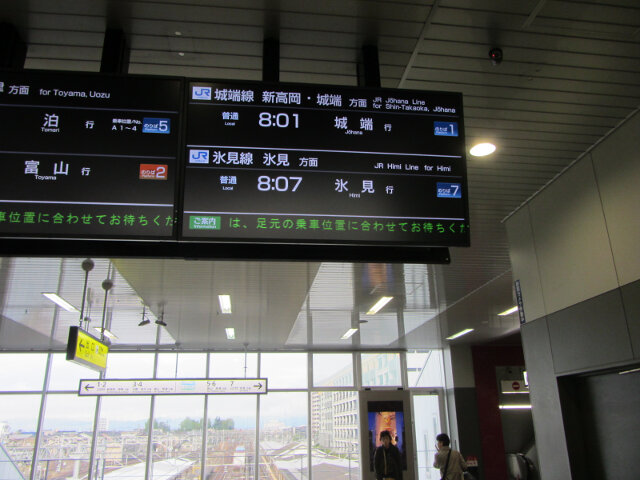 方面 for Toyama, Uozu
泊 行
Tomari
A1～4
のりば 5
富山 行
Toyama
のりば 2
位置に合わせてお待ちくだ
JR 城端線 新高岡・城端 方面 JR Jōhana Line for Shin-Takaoka, Jōhana
普通 8:01 城端 行 のりば 1
Local Jōhana
JR 氷見線 氷見 方面 JR Himi Line for Himi
普通 8:07 氷見 行 のりば 7
Local Himi
ご案内 は、足元の乗車位置に合わせてお待ちくだ
Information
1·2 3·4 5·6 7